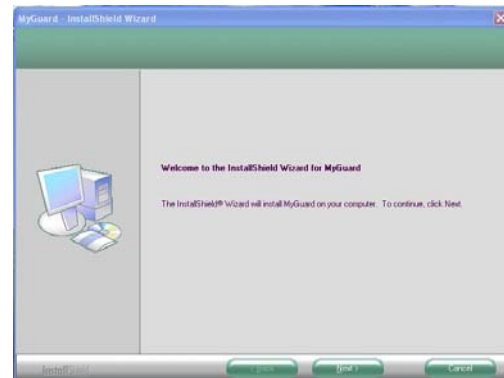 MyGuard - InstallShield Wizard
Welcome to the InstallShield Wizard for MyGuard
The InstallShield® Wizard will install MyGuard on your computer. To continue, click Next.
InstallShield
< Back
Next >
Cancel